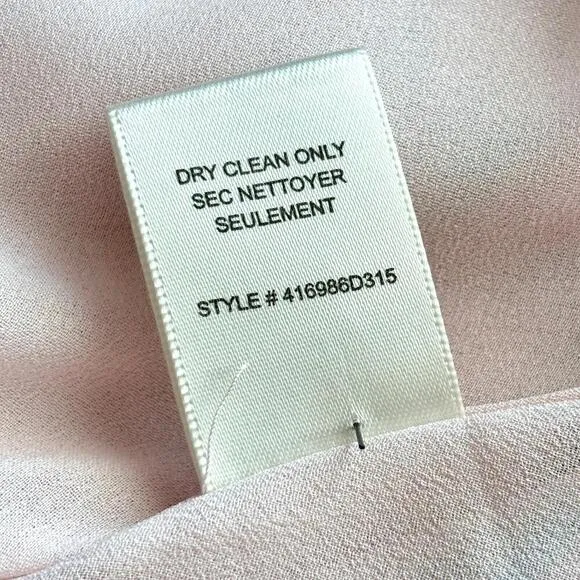 DRY CLEAN ONLY
SEC NETTOYER
SEULEMENT
STYLE # 416986D315